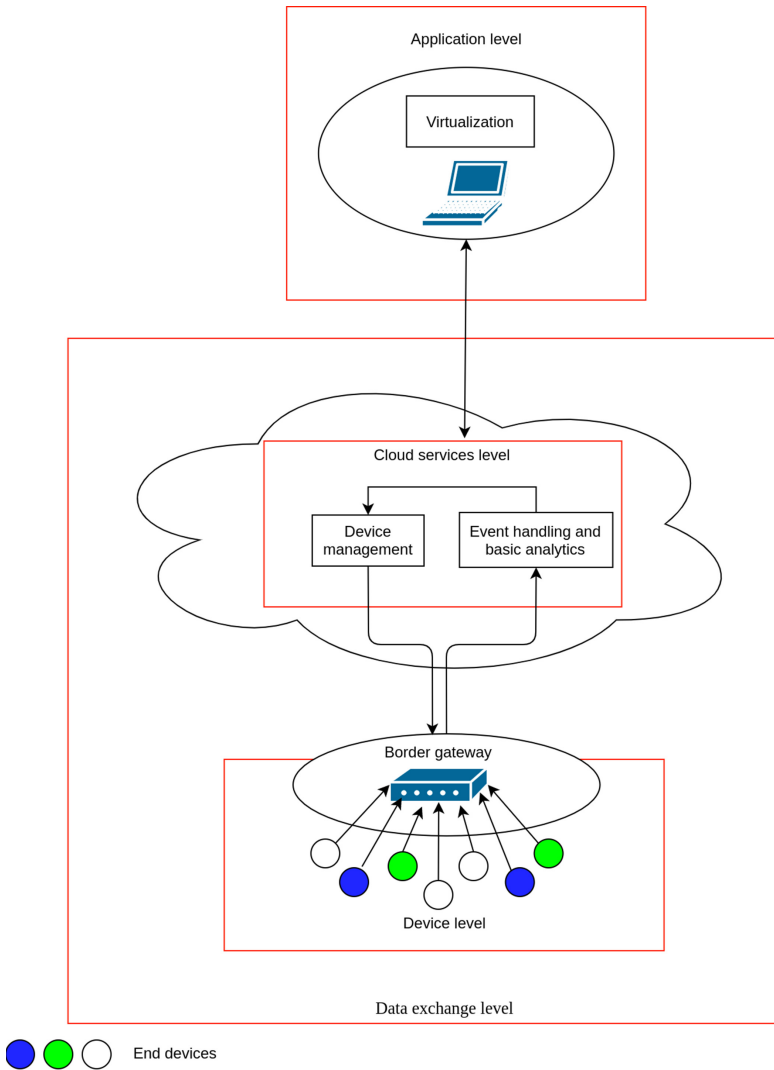 Application level
Virtualization
Cloud services level
Device
management
Event handling and
basic analytics
Border gateway
Device level
Data exchange level
End devices